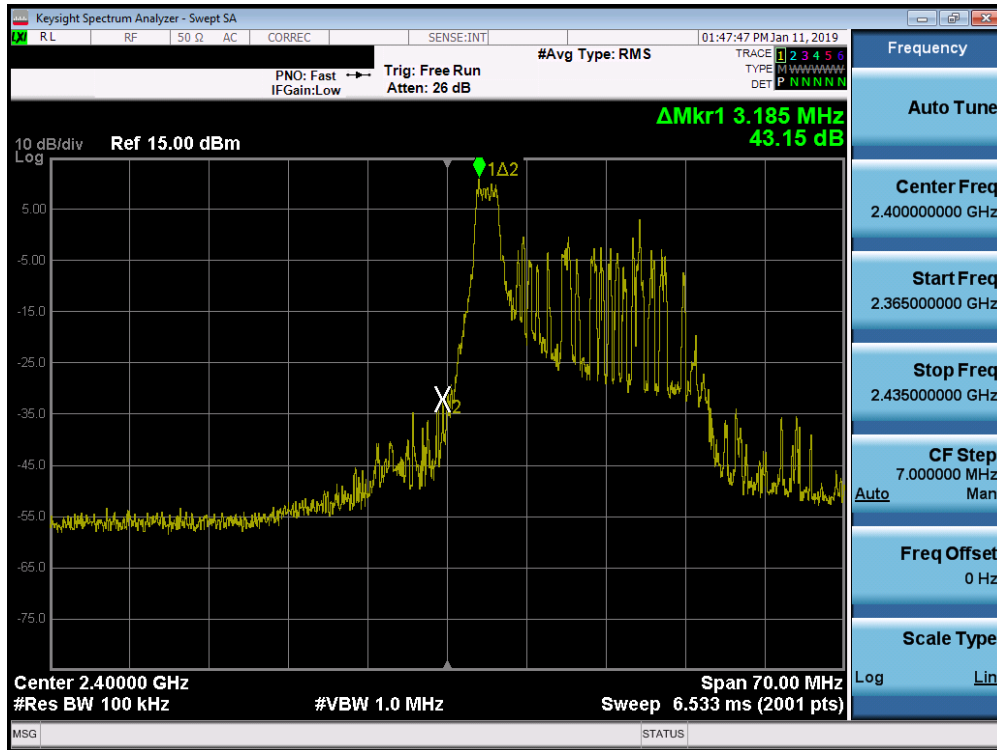 Keysight Spectrum Analyzer - Swept SA
LXI RL RF 50 Ω AC CORREC SENSE:INT 01:47:47 PM Jan 11, 2019
Frequency
#Avg Type: RMS
TRACE 1 2 3 4 5 6
PNO: Fast Trig: Free Run
TYPE M WWWWW
IFGain:Low Atten: 26 dB
DET P N N N N N
Auto Tune
ΔMkr1 3.185 MHz
43.15 dB
10 dB/div Ref 15.00 dBm
Log
1Δ2
5.00
-5.00
-15.0
-25.0
-35.0
-45.0
-55.0
-65.0
-75.0
X2
Center Freq
2.400000000 GHz
Start Freq
2.365000000 GHz
Stop Freq
2.435000000 GHz
CF Step
7.000000 MHz
Auto Man
Freq Offset
0 Hz
Scale Type
Log Lin
Center 2.40000 GHz Span 70.00 MHz
#Res BW 100 kHz #VBW 1.0 MHz Sweep 6.533 ms (2001 pts)
MSG STATUS